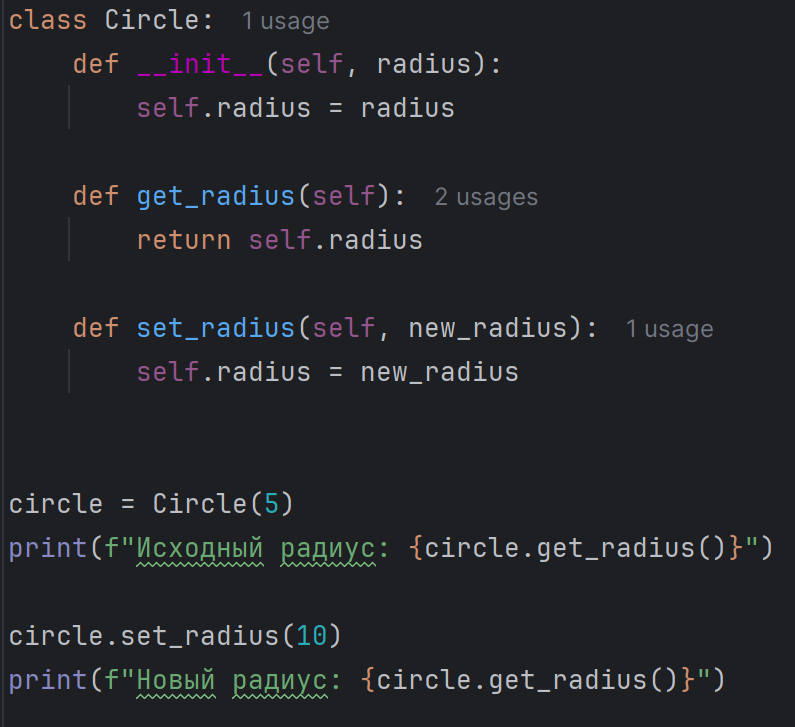 class Circle: 1 usage
    def __init__(self, radius):
        self.radius = radius

    def get_radius(self): 2 usages
        return self.radius

    def set_radius(self, new_radius): 1 usage
        self.radius = new_radius


circle = Circle(5)
print(f"Исходный радиус: {circle.get_radius()}")

circle.set_radius(10)
print(f"Новый радиус: {circle.get_radius()}")